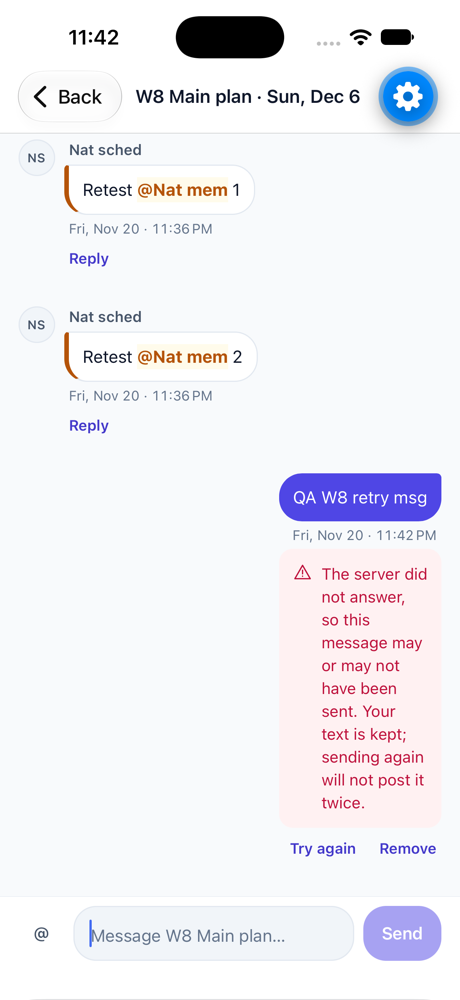 11:42
Back
W8 Main plan · Sun, Dec 6
NS
Nat sched
Retest @Nat mem 1
Fri, Nov 20 · 11:36 PM
Reply
NS
Nat sched
Retest @Nat mem 2
Fri, Nov 20 · 11:36 PM
Reply
QA W8 retry msg
Fri, Nov 20 · 11:42 PM
The server did
not answer,
so this
message may
or may not
have been
sent. Your
text is kept;
sending again
will not post it
twice.
Try again Remove
@ Message W8 Main plan... Send